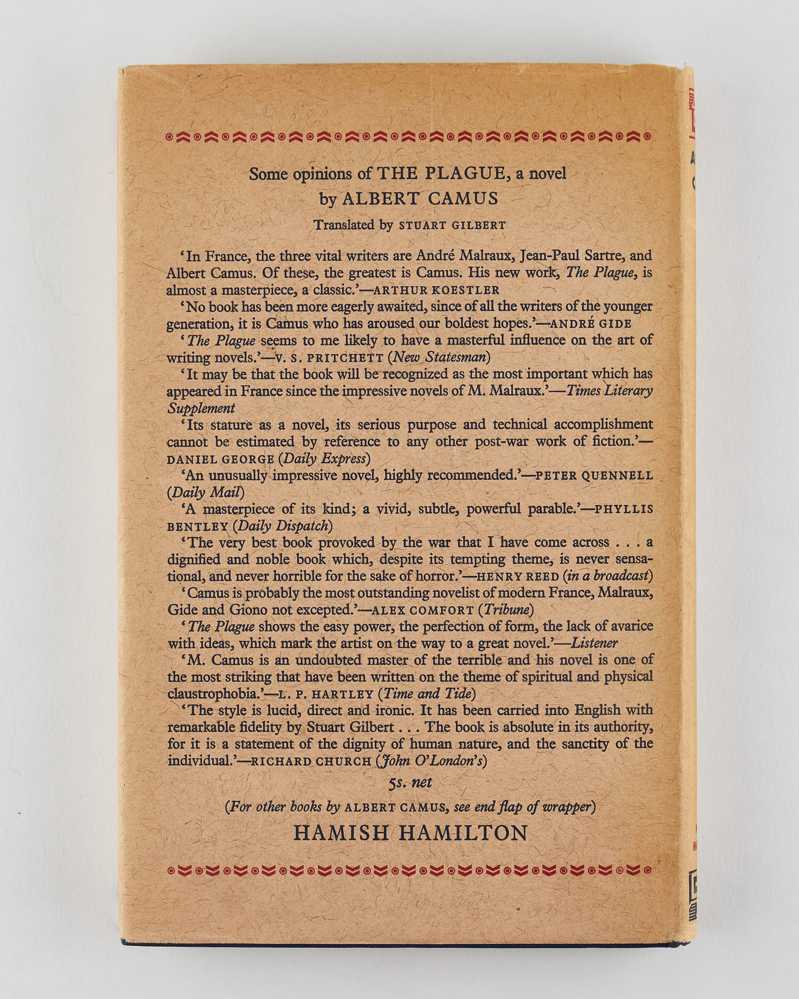 Some opinions of THE PLAGUE, a novel
by ALBERT CAMUS
Translated by STUART GILBERT
‘In France, the three vital writers are André Malraux, Jean-Paul Sartre, and
Albert Camus. Of these, the greatest is Camus. His new work, The Plague, is
almost a masterpiece, a classic.’—ARTHUR KOESTLER
‘No book has been more eagerly awaited, since of all the writers of the younger
generation, it is Camus who has aroused our boldest hopes.’—ANDRÉ GIDE
‘The Plague seems to me likely to have a masterful influence on the art of
writing novels.’—V. S. PRITCHETT (New Statesman)
‘It may be that the book will be recognized as the most important which has
appeared in France since the impressive novels of M. Malraux.’—Times Literary
Supplement
‘Its stature as a novel, its serious purpose and technical accomplishment
cannot be estimated by reference to any other post-war work of fiction.’—
DANIEL GEORGE (Daily Express)
‘An unusually impressive novel, highly recommended.’—PETER QUENNELL
(Daily Mail)
‘A masterpiece of its kind; a vivid, subtle, powerful parable.’—PHYLLIS
BENTLEY (Daily Dispatch)
‘The very best book provoked by the war that I have come across . . . a
dignified and noble book which, despite its tempting theme, is never sensa-
tional, and never horrible for the sake of horror.’—HENRY REED (in a broadcast)
‘Camus is probably the most outstanding novelist of modern France, Malraux,
Gide and Giono not excepted.’—ALEX COMFORT (Tribune)
‘The Plague shows the easy power, the perfection of form, the lack of avarice
with ideas, which mark the artist on the way to a great novel.’—Listener
‘M. Camus is an undoubted master of the terrible and his novel is one of
the most striking that have been written on the theme of spiritual and physical
claustrophobia.’—L. P. HARTLEY (Time and Tide)
‘The style is lucid, direct and ironic. It has been carried into English with
remarkable fidelity by Stuart Gilbert . . . The book is absolute in its authority,
for it is a statement of the dignity of human nature, and the sanctity of the
individual.’—RICHARD CHURCH (John O’London’s)
5s. net
(For other books by ALBERT CAMUS, see end flap of wrapper)
HAMISH HAMILTON